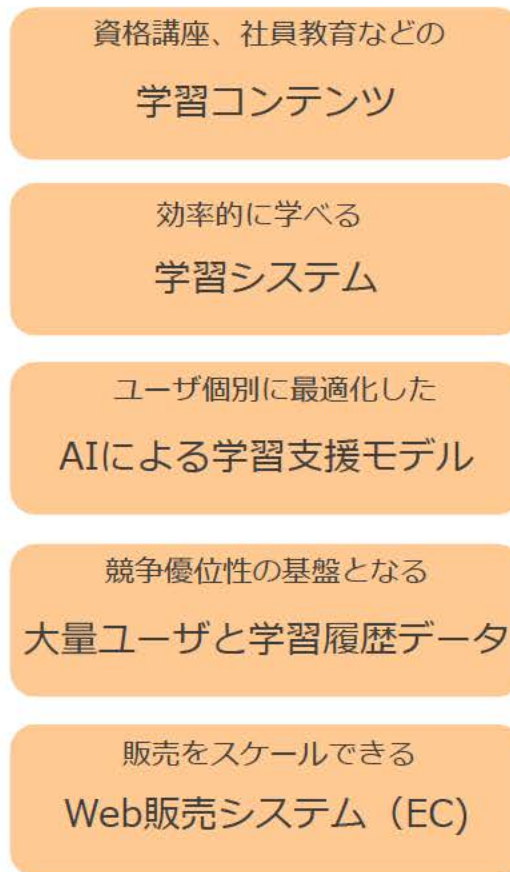 資格講座、社員教育などの
学習コンテンツ
効率的に学べる
学習システム
ユーザ個別に最適化した
AIによる学習支援モデル
競争優位性の基盤となる
大量ユーザと学習履歴データ
販売をスケールできる
Web販売システム（EC)